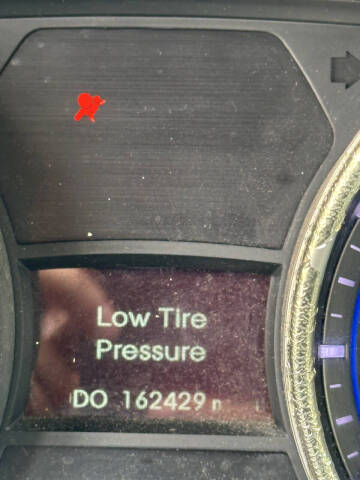 Low Tire
Pressure
DO 162429